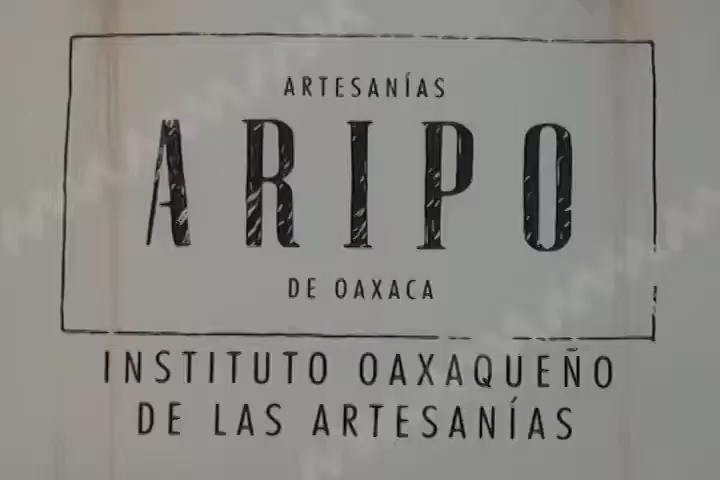 ARTESANÍAS
ARIPO
DE OAXACA
INSTITUTO OAXAQUEÑO
DE LAS ARTESANÍAS